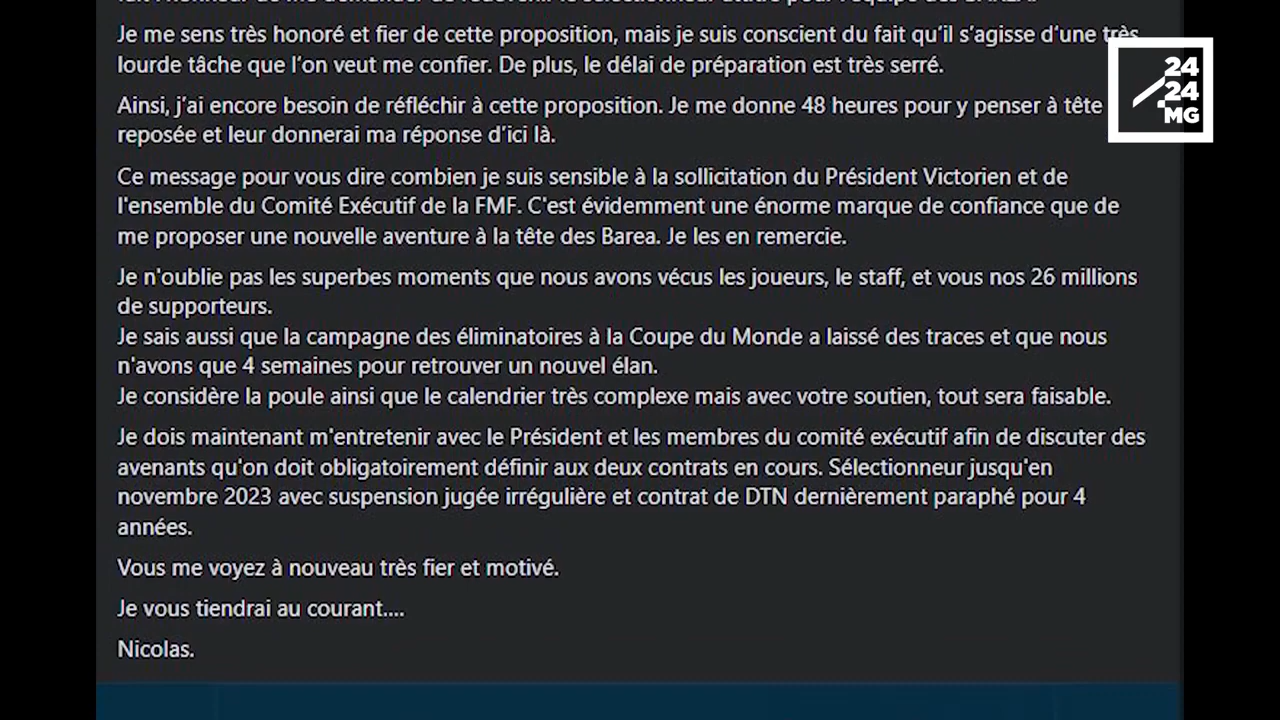 Je me sens très honoré et fier de cette proposition, mais je suis conscient du fait qu’il s’agisse d’une très
lourde tâche que l’on veut me confier. De plus, le délai de préparation est très serré.
Ainsi, j’ai encore besoin de réfléchir à cette proposition. Je me donne 48 heures pour y penser à tête
reposée et leur donnerai ma réponse d’ici là.
Ce message pour vous dire combien je suis sensible à la sollicitation du Président Victorien et de
l'ensemble du Comité Exécutif de la FMF. C'est évidemment une énorme marque de confiance que de
me proposer une nouvelle aventure à la tête des Barea. Je les en remercie.
Je n'oublie pas les superbes moments que nous avons vécus les joueurs, le staff, et vous nos 26 millions
de supporteurs.
Je sais aussi que la campagne des éliminatoires à la Coupe du Monde a laissé des traces et que nous
n'avons que 4 semaines pour retrouver un nouvel élan.
Je considère la poule ainsi que le calendrier très complexe mais avec votre soutien, tout sera faisable.
Je dois maintenant m'entretenir avec le Président et les membres du comité exécutif afin de discuter des
avenants qu'on doit obligatoirement définir aux deux contrats en cours. Sélectionneur jusqu'en
novembre 2023 avec suspension jugée irrégulière et contrat de DTN dernièrement paraphé pour 4
années.
Vous me voyez à nouveau très fier et motivé.
Je vous tiendrai au courant....
Nicolas.
24
24
MG